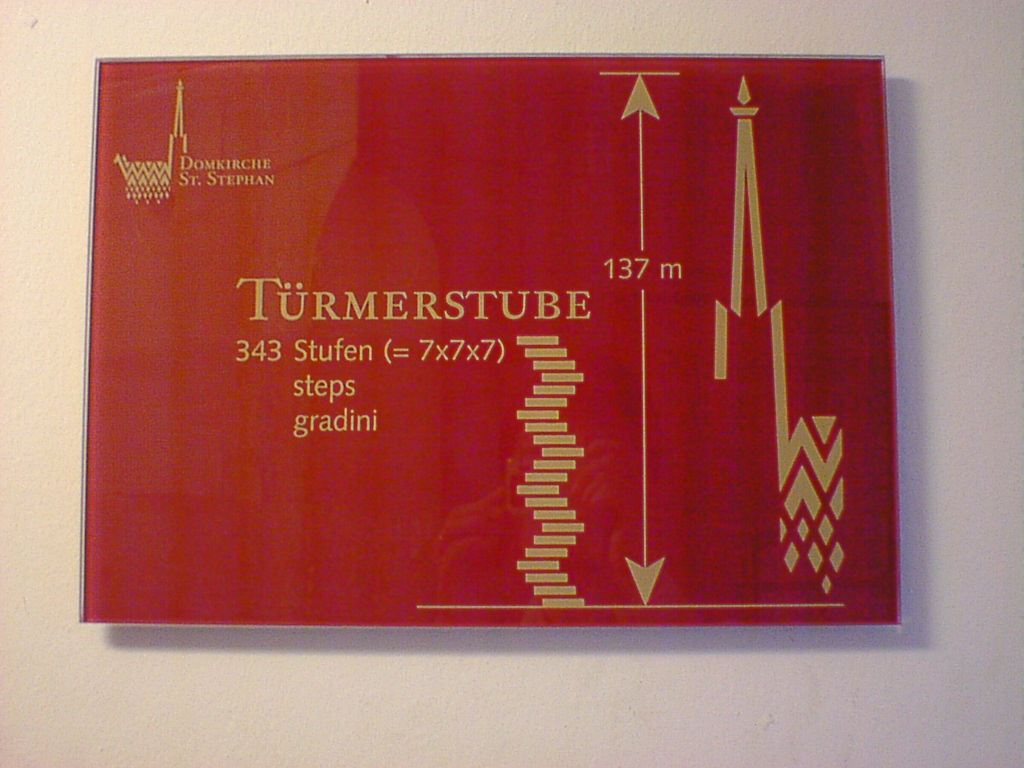 DOMKIRCHE
ST. STEPHAN
137 m
TÜRMERSTUBE
343 Stufen (= 7x7x7)
steps
gradini